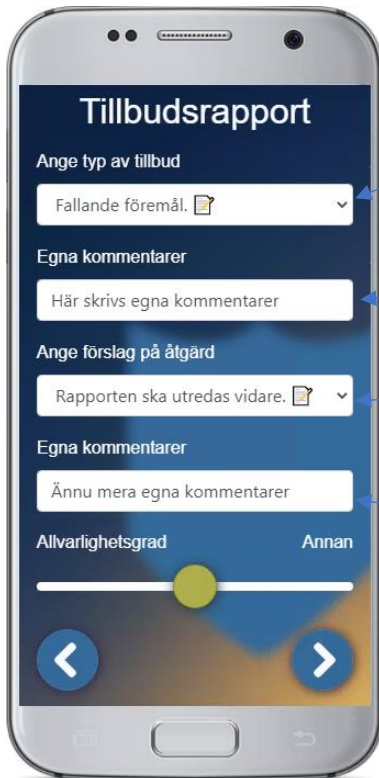 Tillbudsrapport
Ange typ av tillbud
Fallande föremål. 📝
Egna kommentarer
Här skrivs egna kommentarer
Ange förslag på åtgärd
Rapporten ska utredas vidare. 📝
Egna kommentarer
Ännu mera egna kommentarer
Allvarlighetsgrad Annan